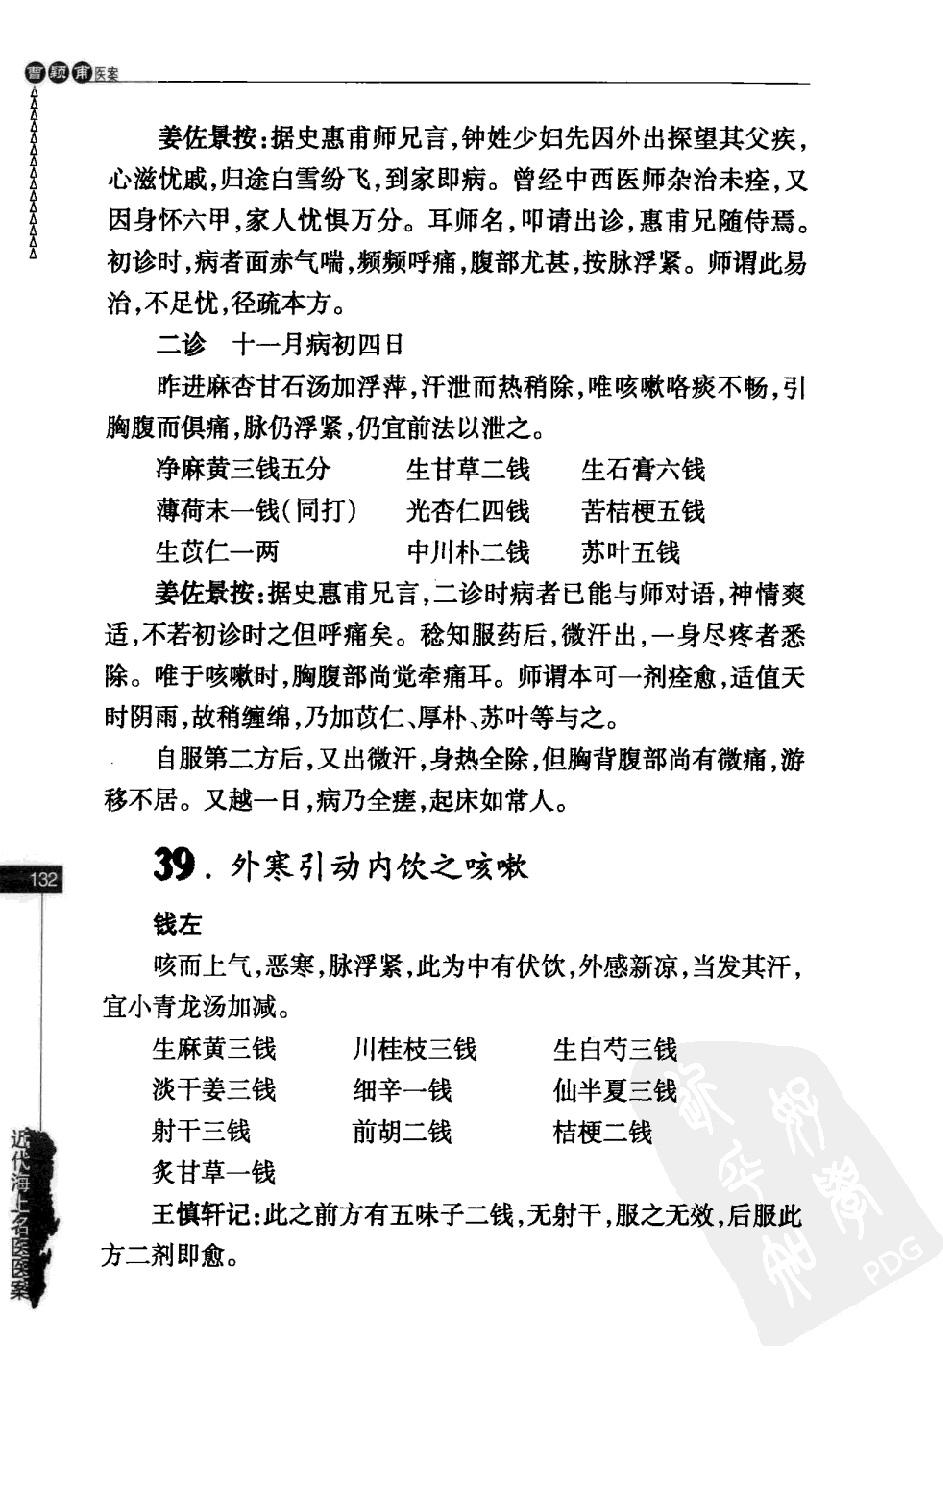 曹颖甫医案
姜佐景按:据史惠甫师兄言,钟姓少妇先因外出探望其父疾,
心滋忧戚,归途白雪纷飞,到家即病。曾经中西医师杂治未痊,又
因身怀六甲,家人忧惧万分。耳师名,叩请出诊,惠甫兄随侍焉。
初诊时,病者面赤气喘,频频呼痛,腹部尤甚,按脉浮紧。师谓此易
治,不足忧,径疏本方。
二诊 十一月病初四日
昨进麻杏甘石汤加浮萍,汗泄而热稍除,唯咳嗽咯痰不畅,引
胸腹而俱痛,脉仍浮紧,仍宜前法以泄之。
净麻黄三钱五分 生甘草二钱 生石膏六钱
薄荷末一钱(同打) 光杏仁四钱 苦桔梗五钱
生苡仁一两 中川朴二钱 苏叶五钱
姜佐景按:据史惠甫兄言,二诊时病者已能与师对语,神情爽
适,不若初诊时之但呼痛矣。稔知服药后,微汗出,一身尽疼者悉
除。唯于咳嗽时,胸腹部尚觉牵痛耳。师谓本可一剂痊愈,适值天
时阴雨,故稍缠绵,乃加苡仁、厚朴、苏叶等与之。
自服第二方后,又出微汗,身热全除,但胸背腹部尚有微痛,游
移不居。又越一日,病乃全瘥,起床如常人。
39.外寒引动内饮之咳嗽
132
钱左
咳而上气,恶寒,脉浮紧,此为中有伏饮,外感新凉,当发其汗,
宜小青龙汤加减。
生麻黄三钱 川桂枝三钱 生白芍三钱
淡干姜三钱 细辛一钱 仙半夏三钱
射干三钱 前胡二钱 桔梗二钱
炙甘草一钱
王慎轩记:此之前方有五味子二钱,无射干,服之无效,后服此
方二剂即愈。
近代海上名医医案
PDG